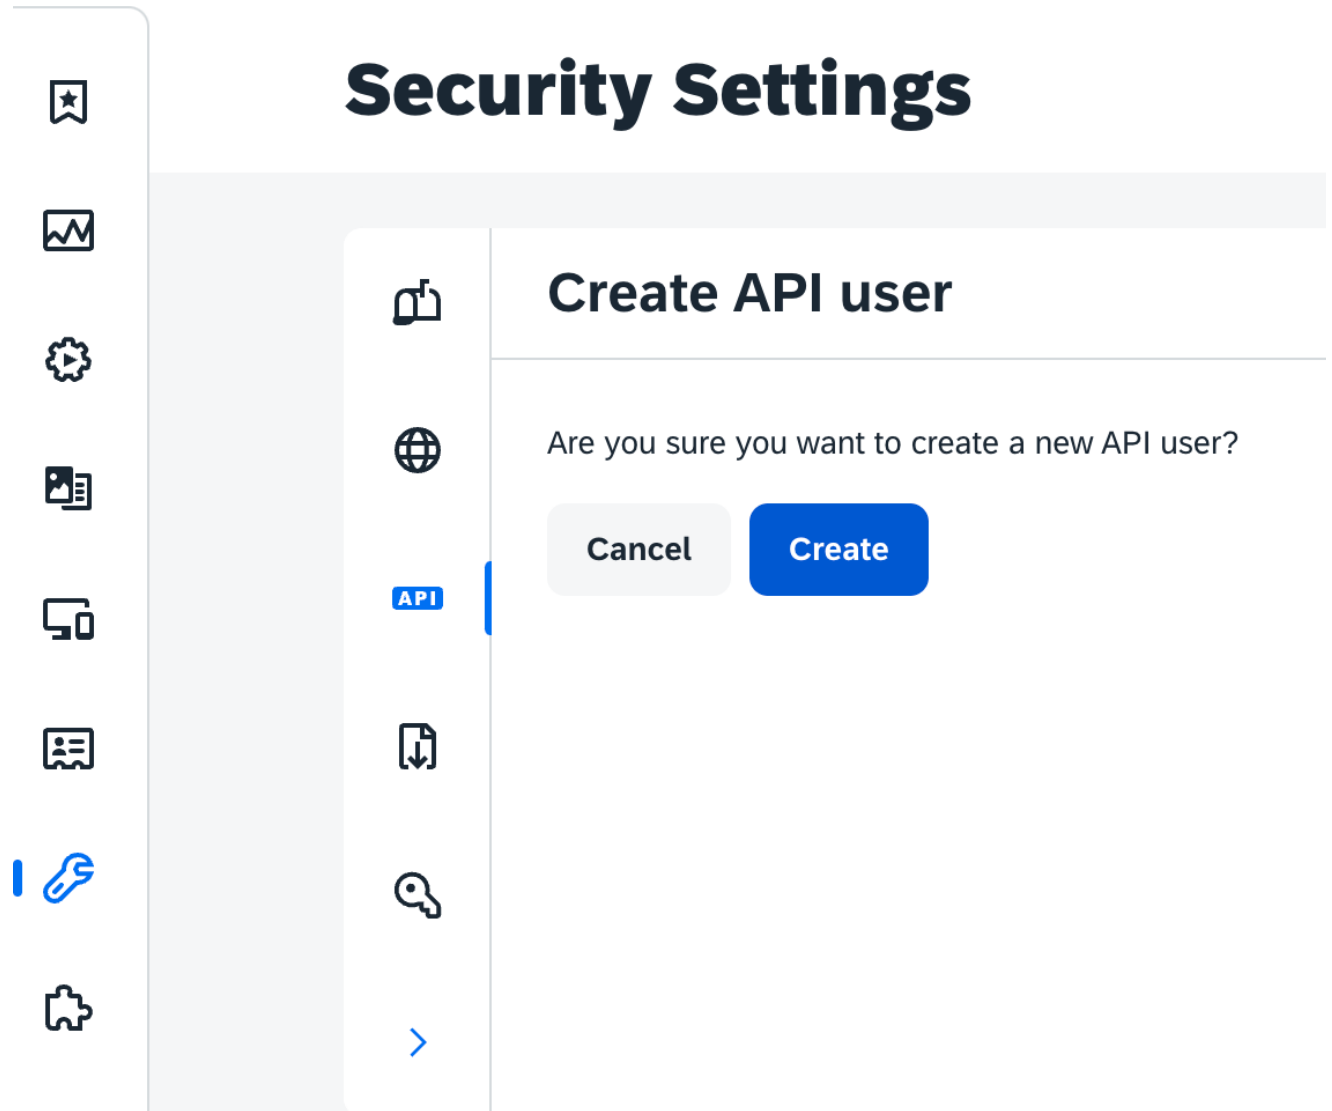 Security Settings
Create API user
Are you sure you want to create a new API user?
Cancel Create
API